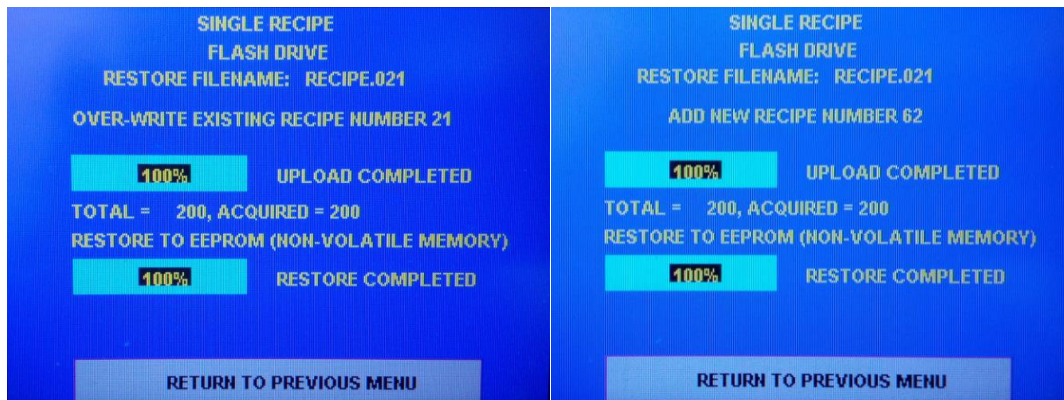 SINGLE RECIPE
FLASH DRIVE
RESTORE FILENAME: RECIPE.021
OVER-WRITE EXISTING RECIPE NUMBER 21
100% UPLOAD COMPLETED
TOTAL = 200, ACQUIRED = 200
RESTORE TO EEPROM (NON-VOLATILE MEMORY)
100% RESTORE COMPLETED
RETURN TO PREVIOUS MENU
SINGLE RECIPE
FLASH DRIVE
RESTORE FILENAME: RECIPE.021
ADD NEW RECIPE NUMBER 62
100% UPLOAD COMPLETED
TOTAL = 200, ACQUIRED = 200
RESTORE TO EEPROM (NON-VOLATILE MEMORY)
100% RESTORE COMPLETED
RETURN TO PREVIOUS MENU